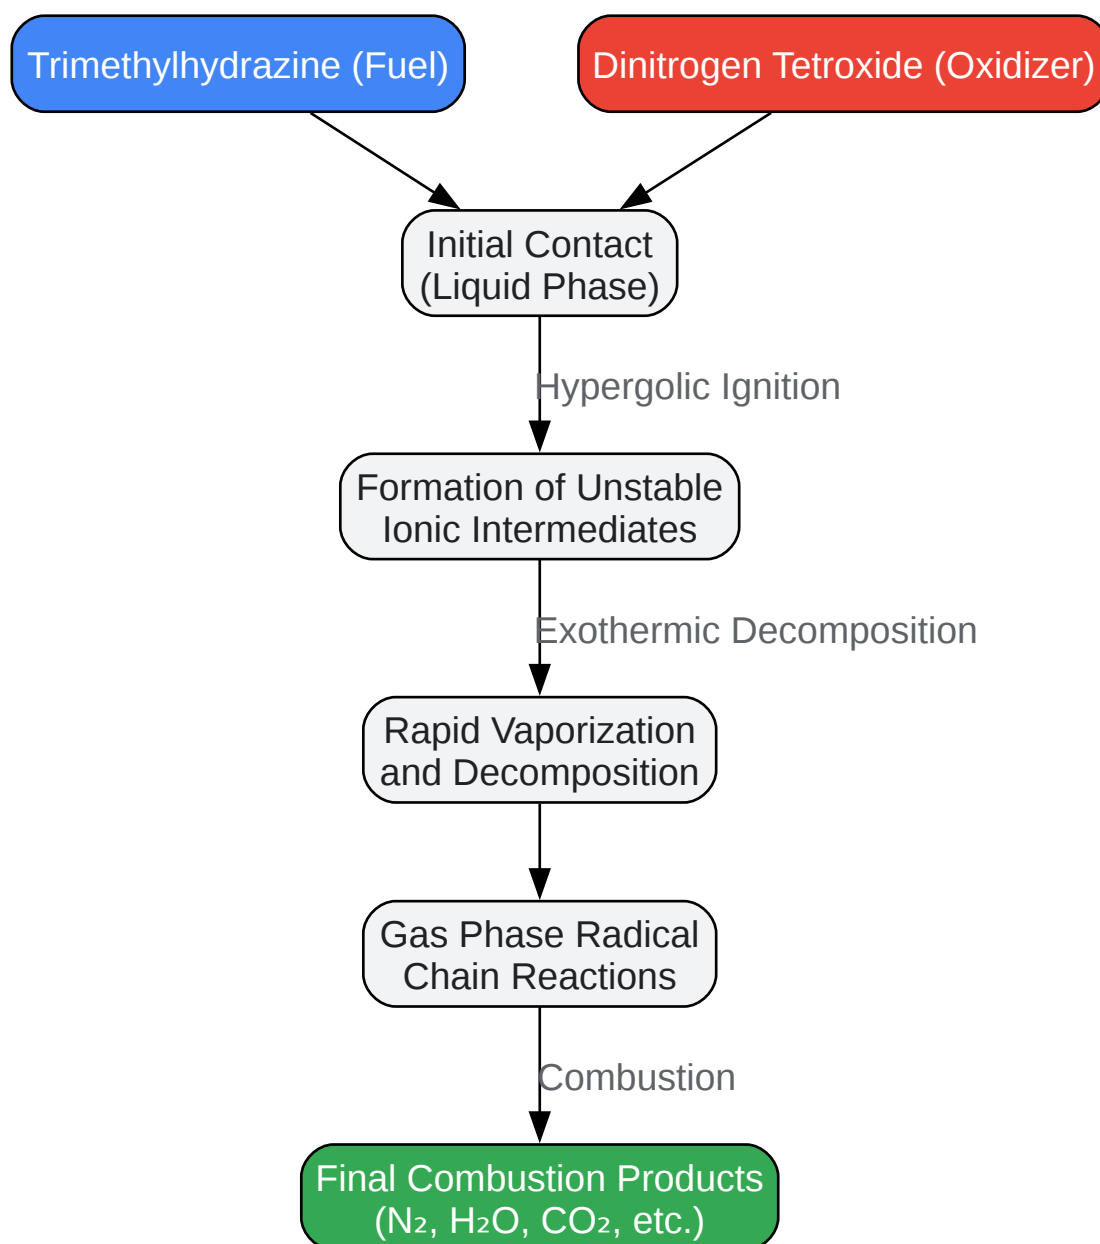 Trimethylhydrazine (Fuel)
Dinitrogen Tetroxide (Oxidizer)
Initial Contact
(Liquid Phase)
Hypergolic Ignition
Formation of Unstable
Ionic Intermediates
Exothermic Decomposition
Rapid Vaporization
and Decomposition
Gas Phase Radical
Chain Reactions
Combustion
Final Combustion Products
(N₂, H₂O, CO₂, etc.)